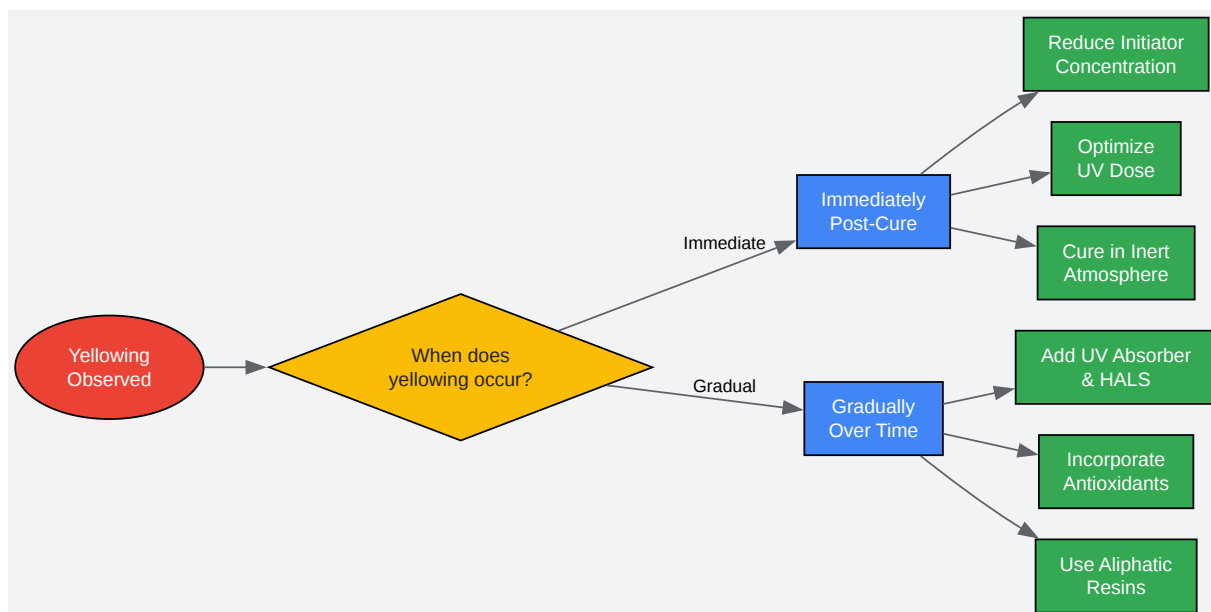 Yellowing
Observed
When does
yellowing occur?
Immediate
Gradual
Immediately
Post-Cure
Gradually
Over Time
Reduce Initiator
Concentration
Optimize
UV Dose
Cure in Inert
Atmosphere
Add UV Absorber
& HALS
Incorporate
Antioxidants
Use Aliphatic
Resins